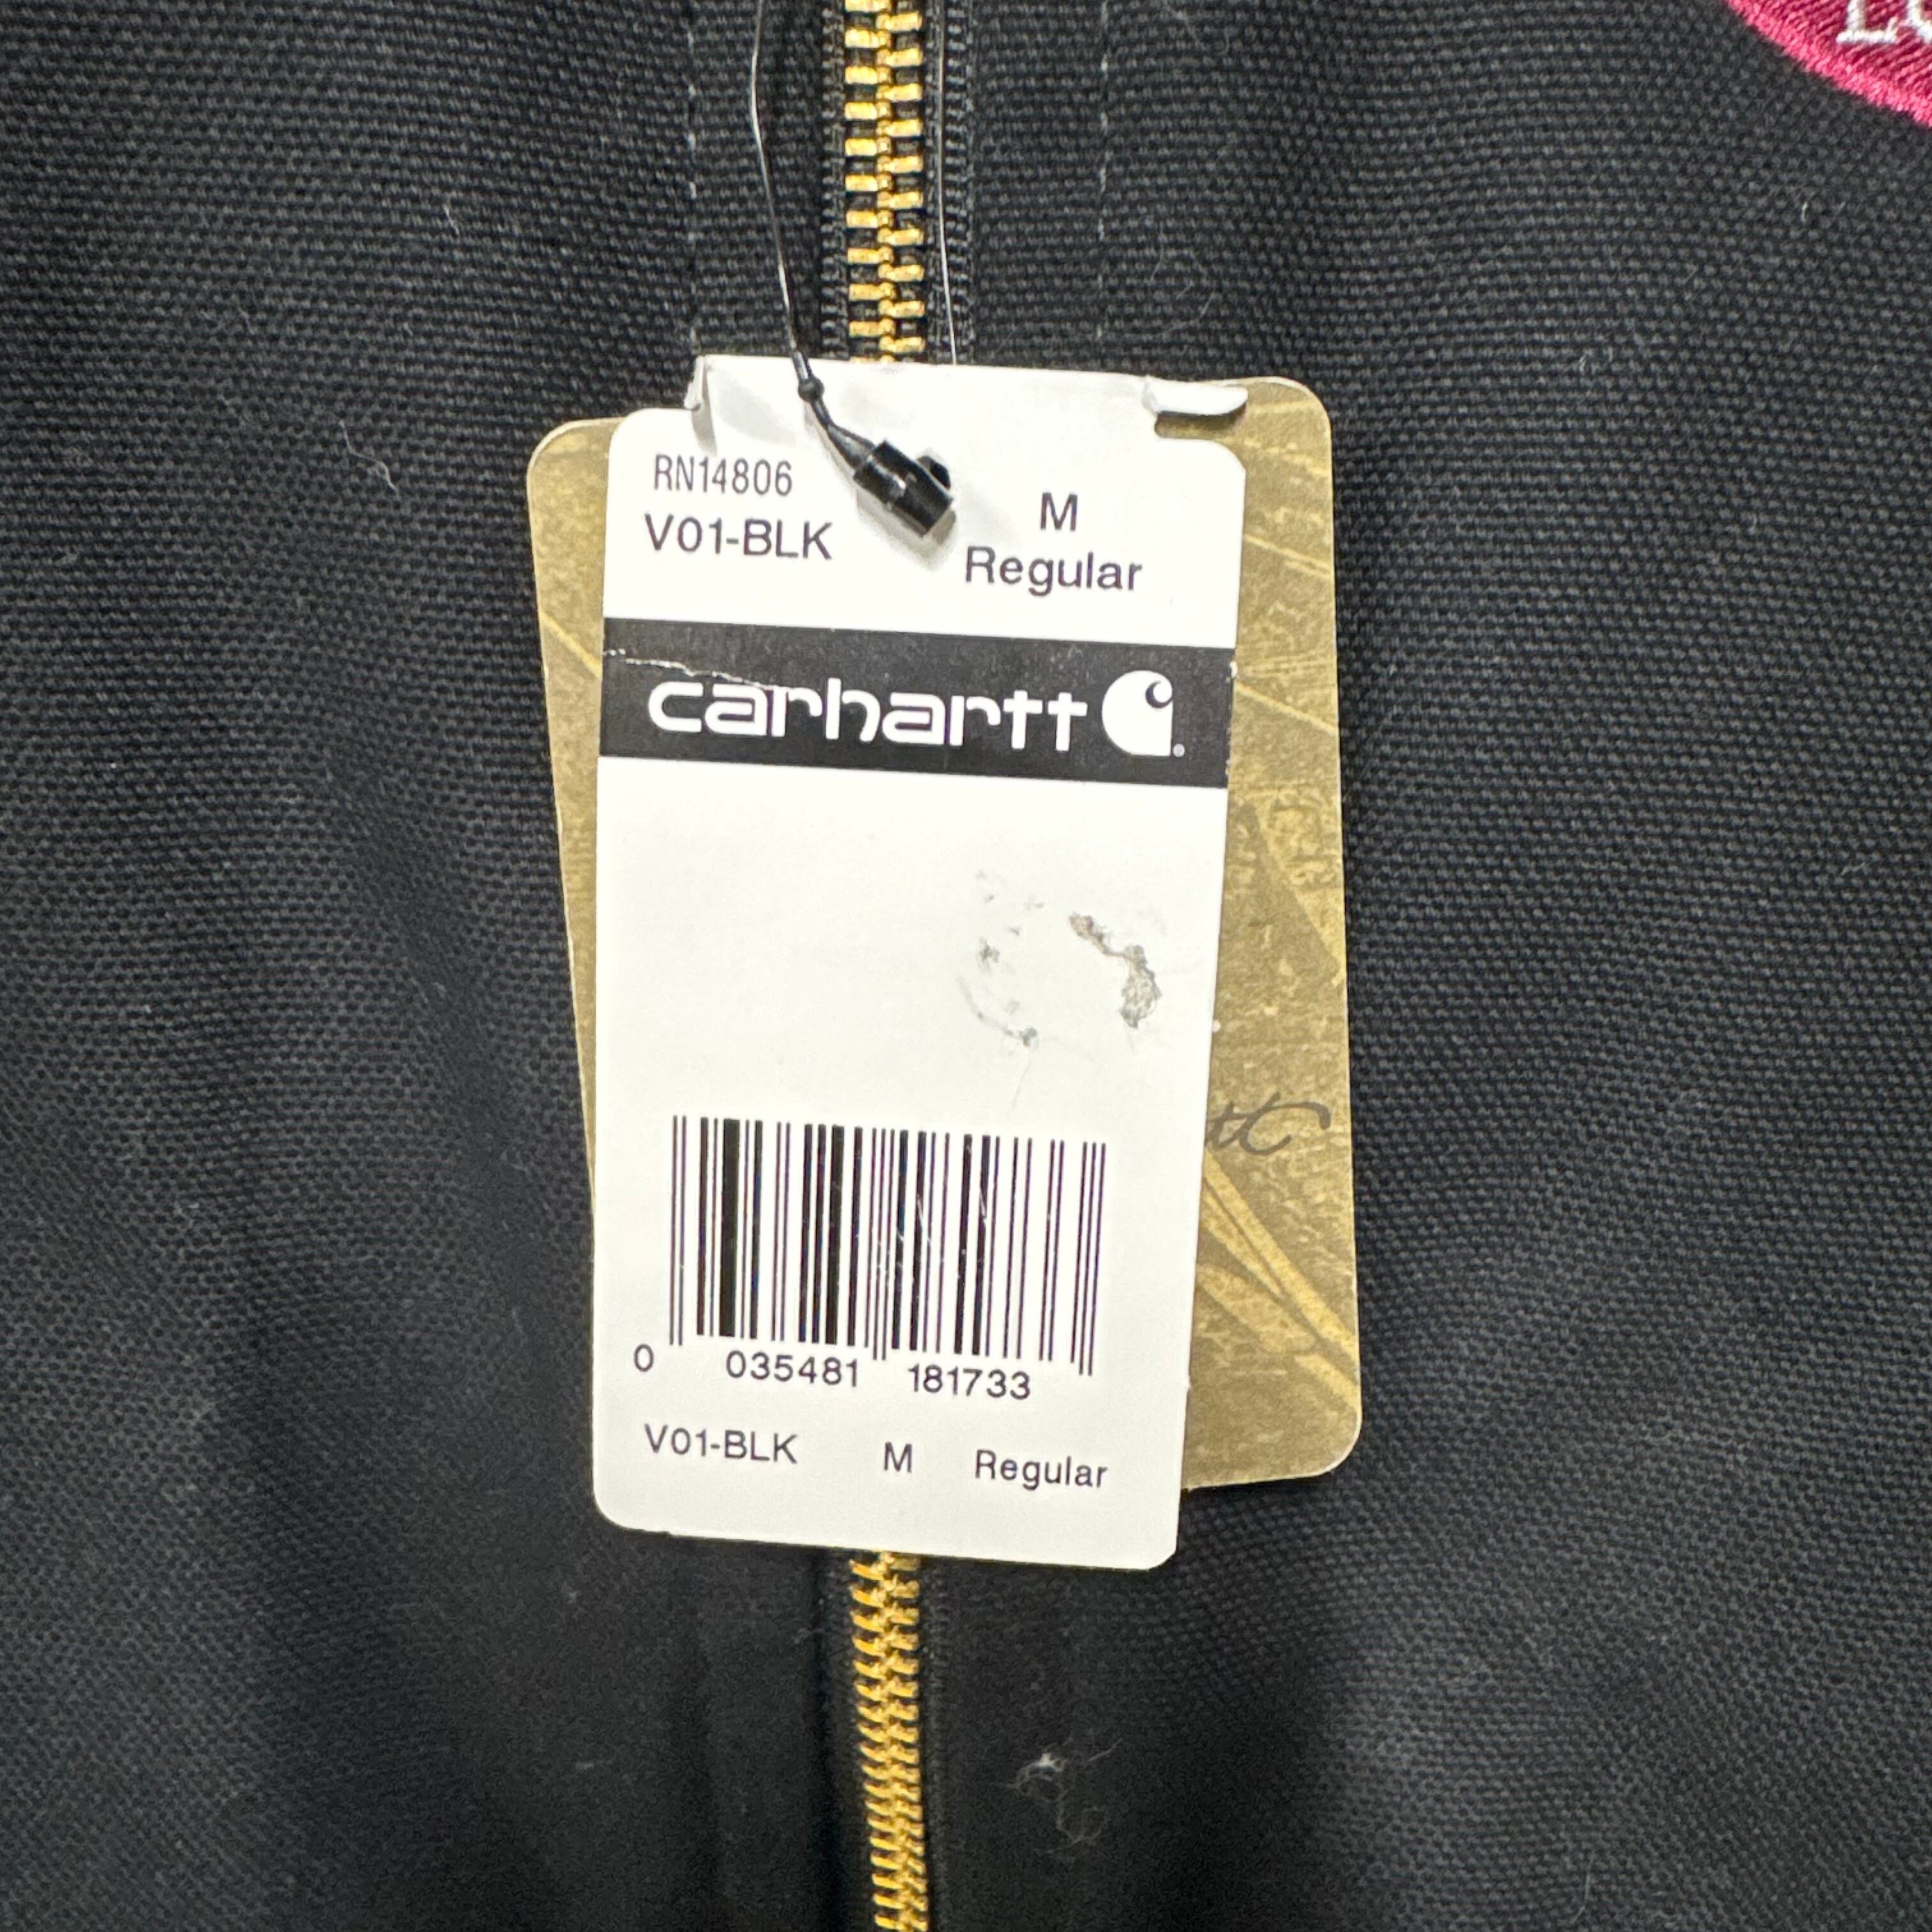 RN14806
V01-BLK
M
Regular
carhartt
0 035481 181733
V01-BLK M Regular